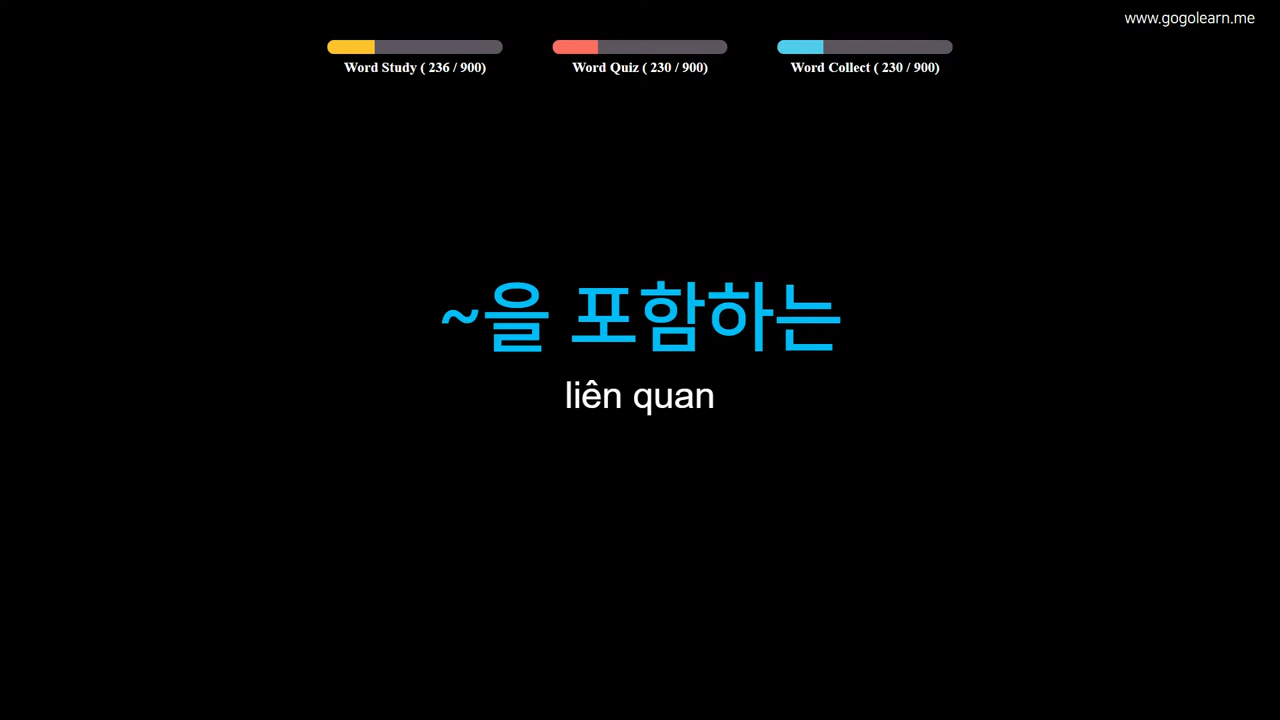 www.gogolearn.me
Word Study ( 236 / 900)
Word Quiz ( 230 / 900)
Word Collect ( 230 / 900)
~을 포함하는
liên quan